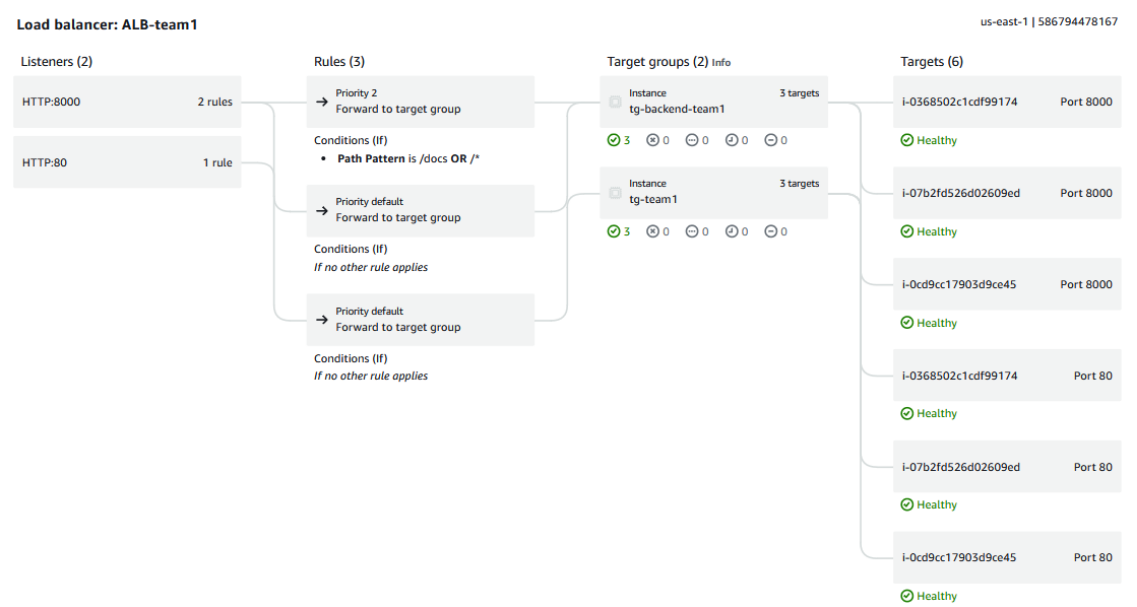 Load balancer: ALB-team1
us-east-1 | 586794478167
Listeners (2)
HTTP:8000 2 rules
HTTP:80 1 rule
Rules (3)
Priority 2
Forward to target group
Conditions (If)
• Path Pattern is /docs OR /*
Priority default
Forward to target group
Conditions (If)
If no other rule applies
Priority default
Forward to target group
Conditions (If)
If no other rule applies
Target groups (2) Info
Instance 3 targets
tg-backend-team1
3 0 0 0 0
Instance 3 targets
tg-team1
3 0 0 0 0
Targets (6)
i-0368502c1cdf99174 Port 8000
Healthy
i-07b2fd526d02609ed Port 8000
Healthy
i-0cd9cc17903d9ce45 Port 8000
Healthy
i-0368502c1cdf99174 Port 80
Healthy
i-07b2fd526d02609ed Port 80
Healthy
i-0cd9cc17903d9ce45 Port 80
Healthy